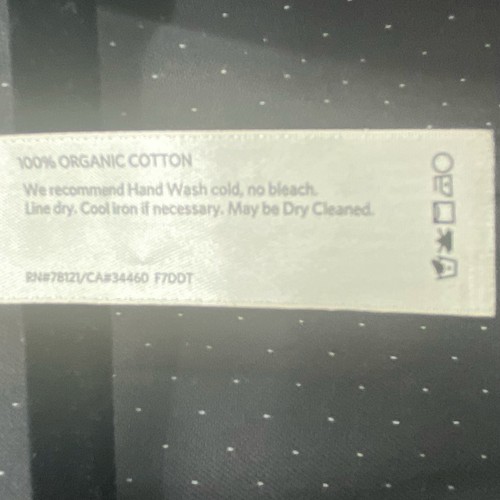 100% ORGANIC COTTON
We recommend Hand Wash cold, no bleach.
Line dry. Cool iron if necessary. May be Dry Cleaned.
RN#78121/CA#34460 F7DDT